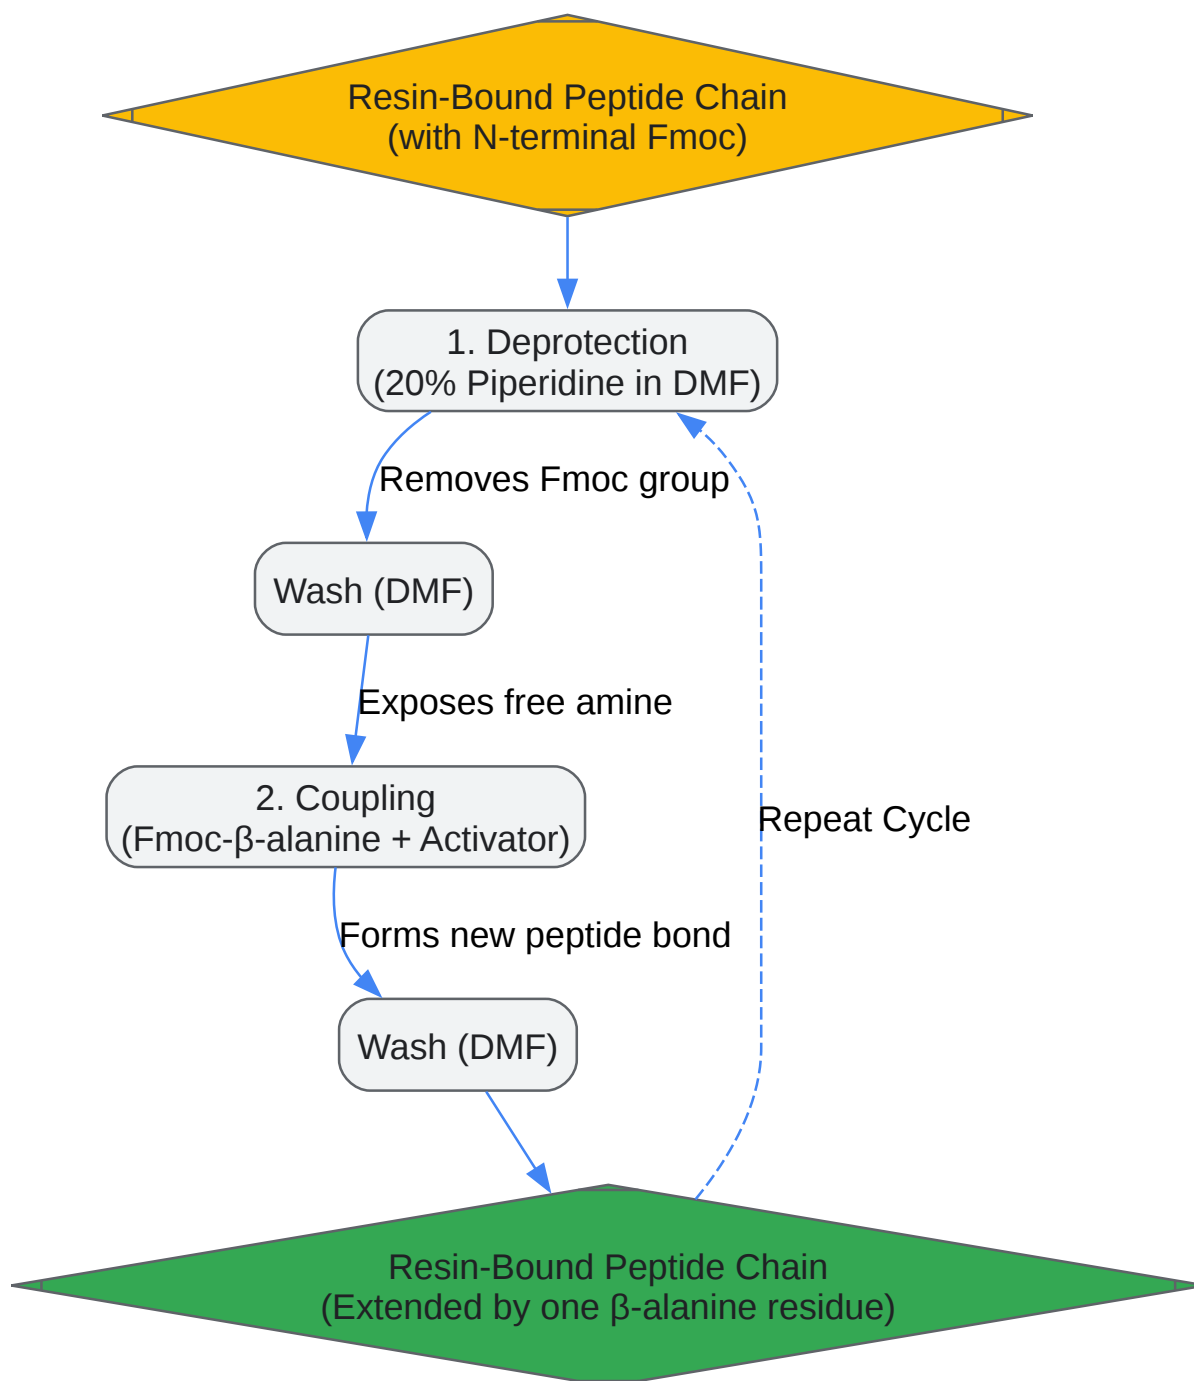 Resin-Bound Peptide Chain
(with N-terminal Fmoc)
1. Deprotection
(20% Piperidine in DMF)
Removes Fmoc group
Wash (DMF)
Exposes free amine
2. Coupling
(Fmoc-β-alanine + Activator)
Repeat Cycle
Forms new peptide bond
Wash (DMF)
Resin-Bound Peptide Chain
(Extended by one β-alanine residue)